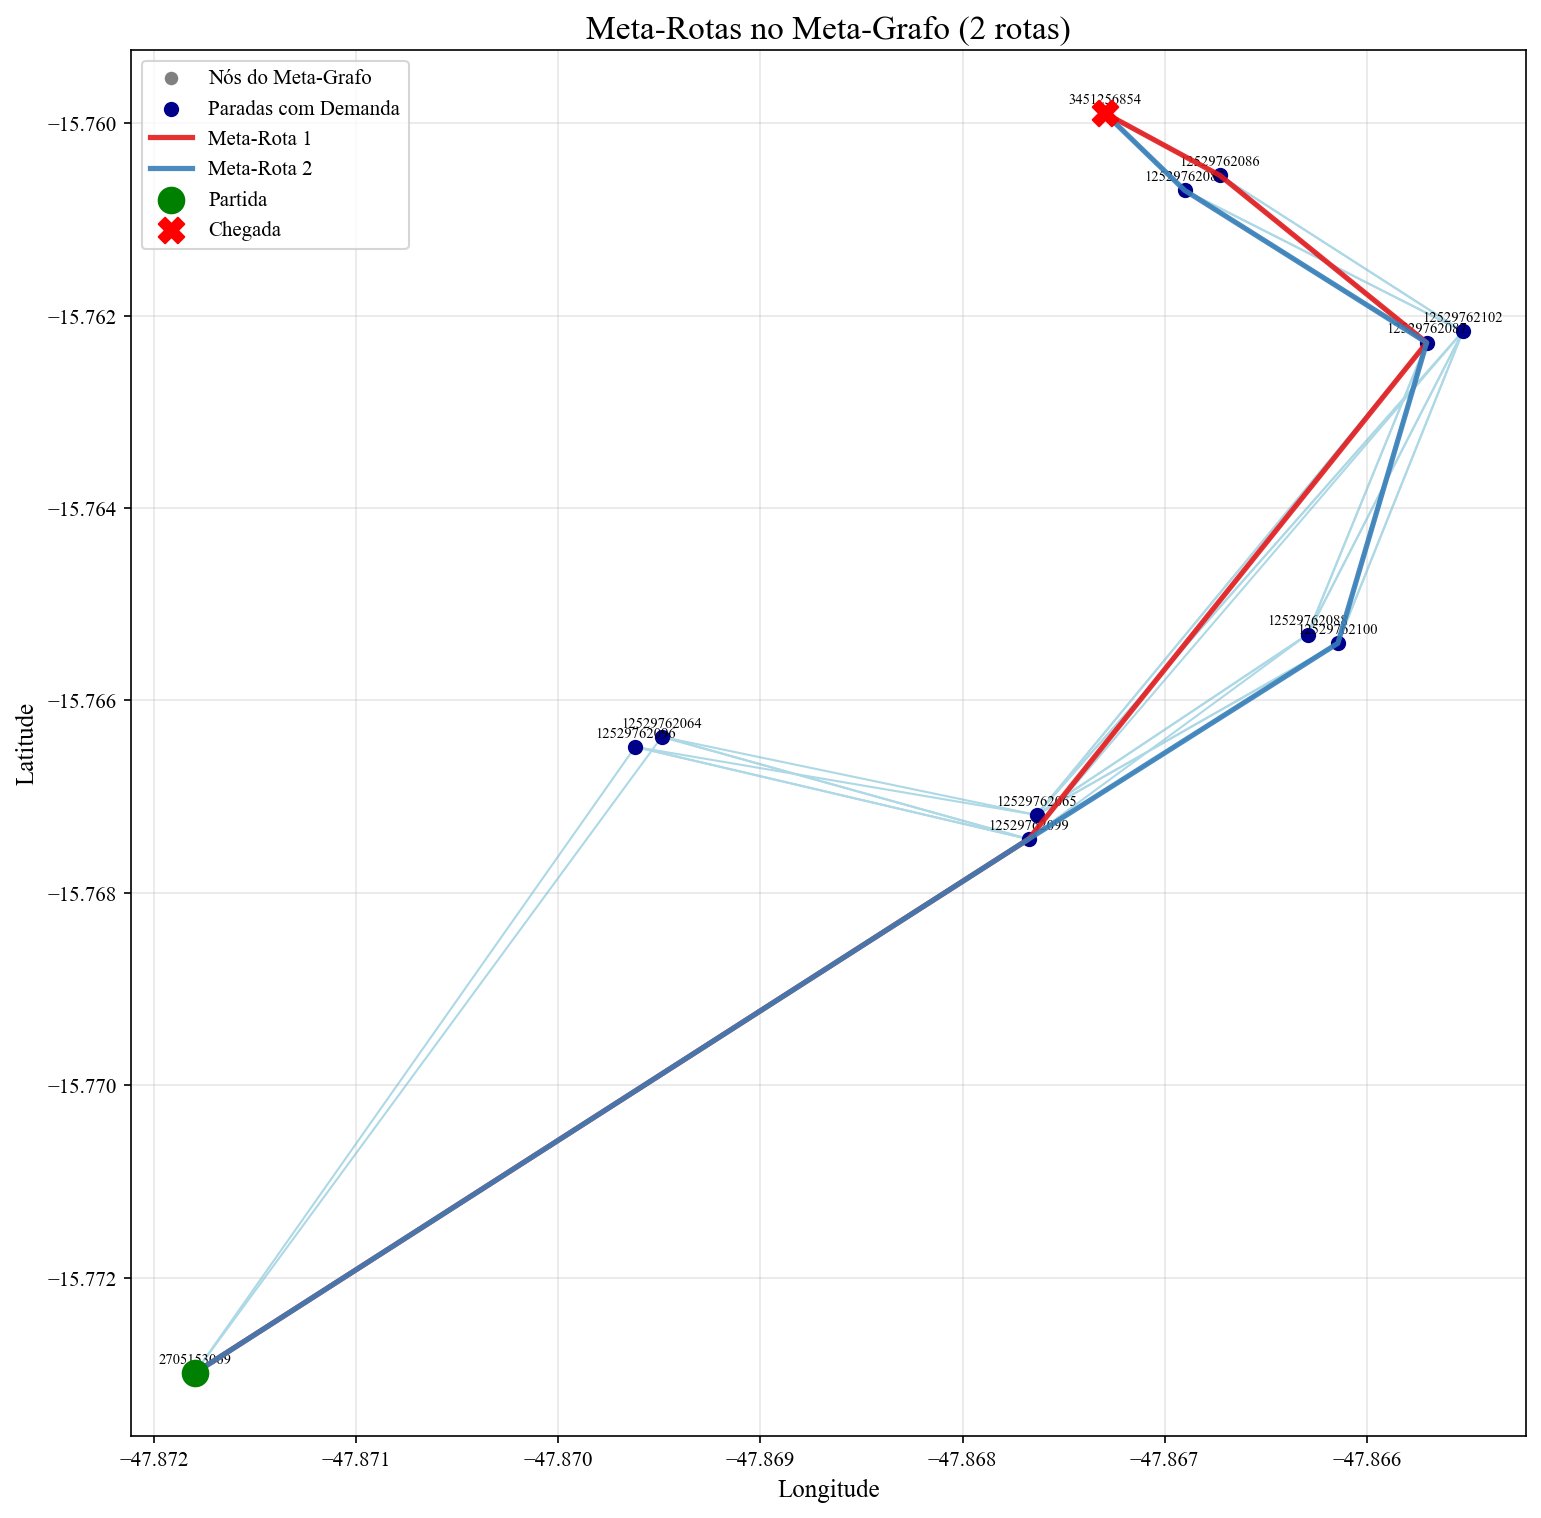 Meta-Rotas no Meta-Grafo (2 rotas)
Nós do Meta-Grafo
Paradas com Demanda
Meta-Rota 1
Meta-Rota 2
Partida
Chegada
3451256854
12529762086
12529762102
12529762100
12529762064
12529762065
Latitude
−15.760
−15.762
−15.764
−15.766
−15.768
−15.770
−15.772
−47.872
−47.871
−47.870
−47.869
−47.868
−47.867
−47.866
Longitude